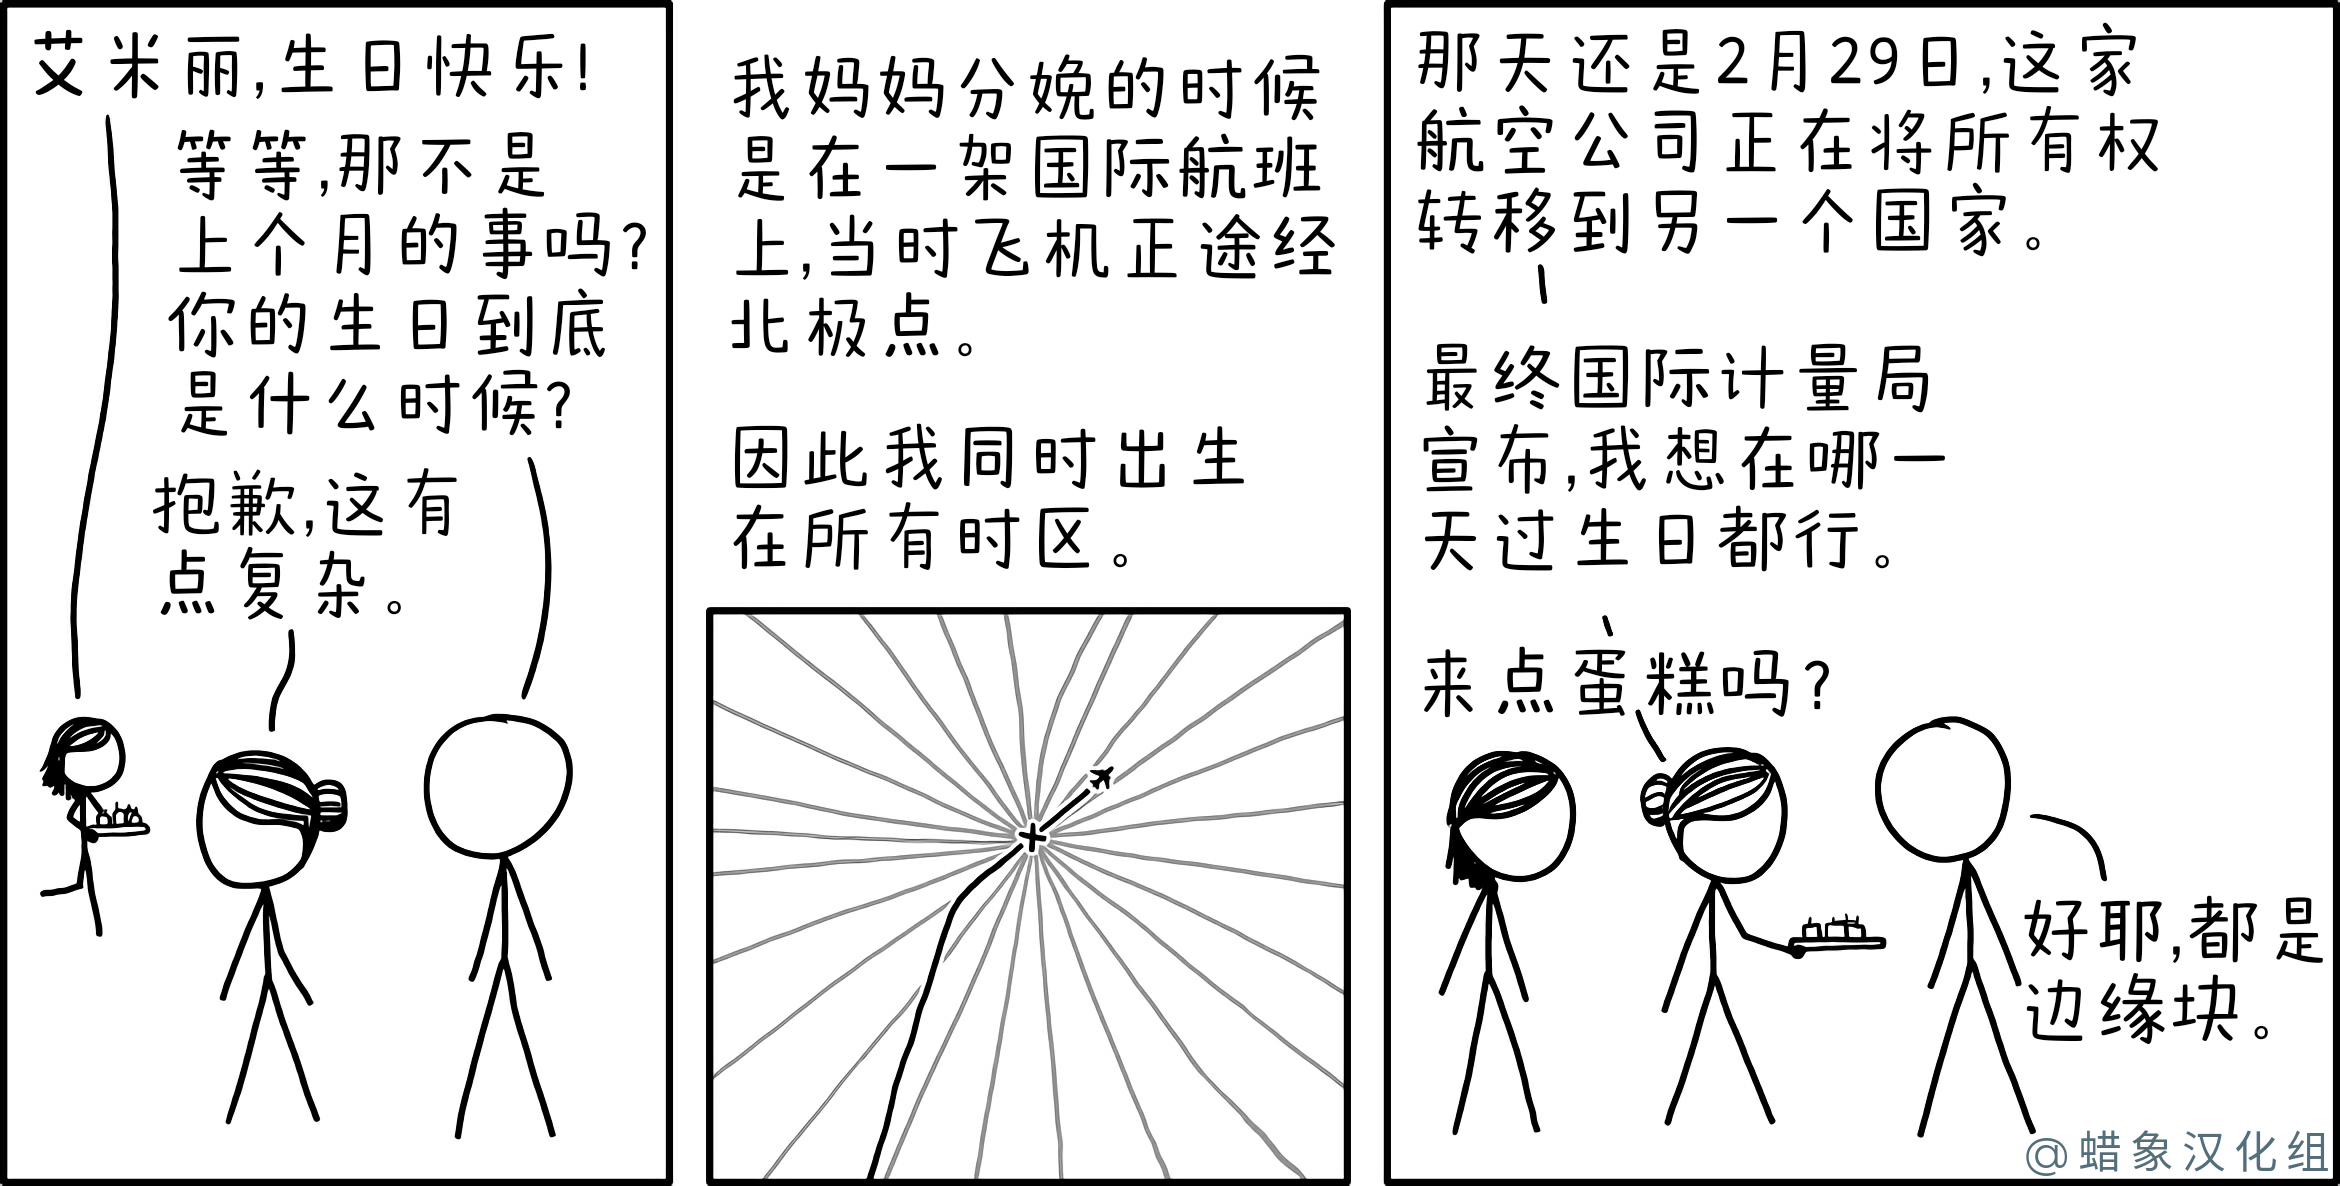 艾米丽,生日快乐!
等等,那不是
上个月的事吗?
你的生日到底
是什么时候?
抱歉,这有
点复杂。
我妈妈分娩的时候
是在一架国际航班
上,当时飞机正途经
北极点。
因此我同时出生
在所有时区。
那天还是2月29日,这家
航空公司正在将所有权
转移到另一个国家。
最终国际计量局
宣布,我想在哪一
天过生日都行。
来点蛋糕吗?
好耶,都是
边缘块。
@蜡象汉化组